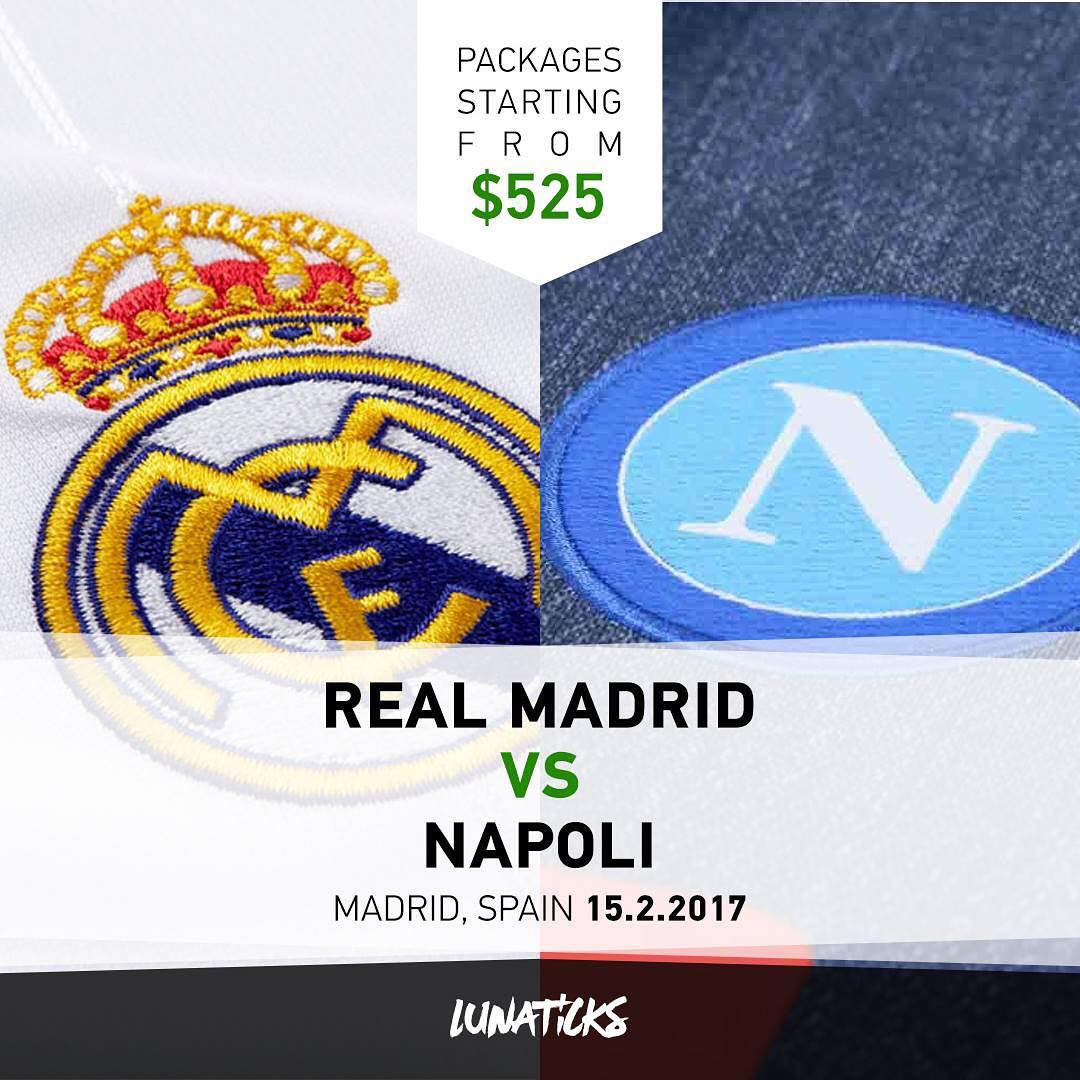 PACKAGES
STARTING
FROM
$525
N
REAL MADRID
VS
NAPOLI
MADRID, SPAIN 15.2.2017
LUNATiCKS